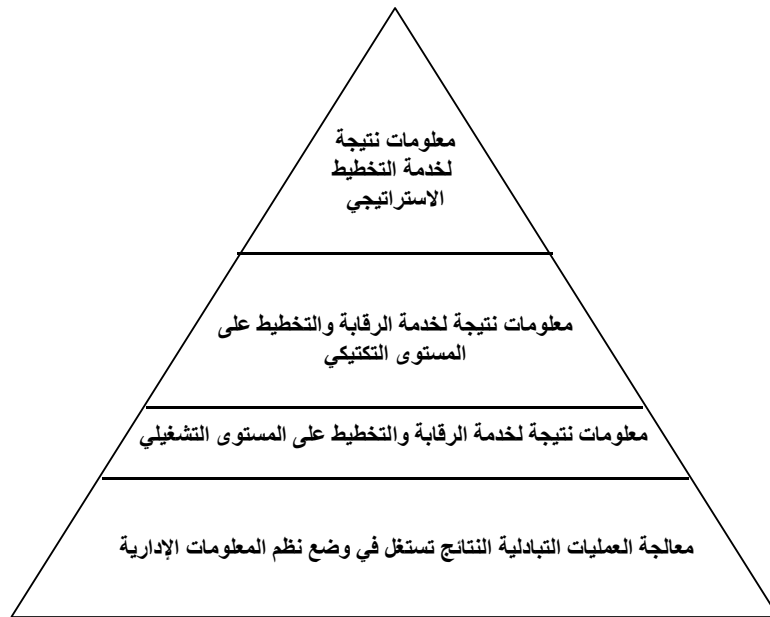 معلومات نتيجة
لخدمة التخطيط
الاستراتيجي
معلومات نتيجة لخدمة الرقابة والتخطيط على
المستوى التكتيكي
معلومات نتيجة لخدمة الرقابة والتخطيط على المستوى التشغيلي
معالجة العمليات التبادلية النتائج تستغل في وضع نظم المعلومات الإدارية